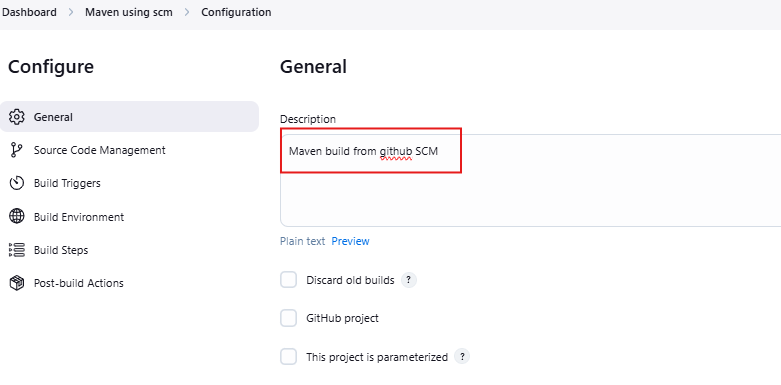 Dashboard > Maven using scm > Configuration
Configure
General
Source Code Management
Build Triggers
Build Environment
Build Steps
Post-build Actions
General
Description
Maven build from github SCM
Plain text Preview
Discard old builds ?
GitHub project
This project is parameterized ?